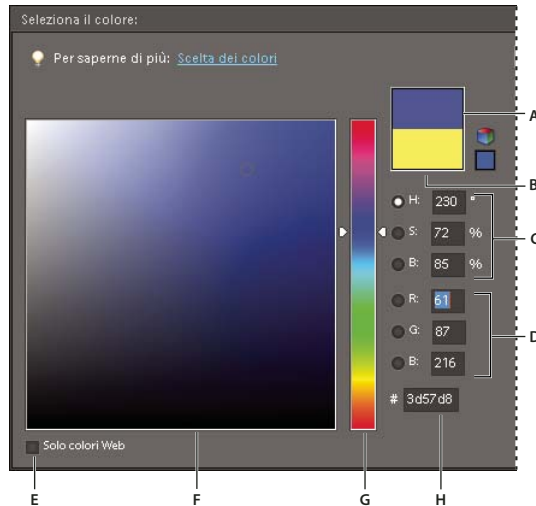 Seleziona il colore:
Per saperne di più: Scelta dei colori
A
B
H: 230 °
S: 72 %
C
B: 85 %
R: 61
G: 87
D
B: 216
# 3d57d8
Solo colori Web
E F G H